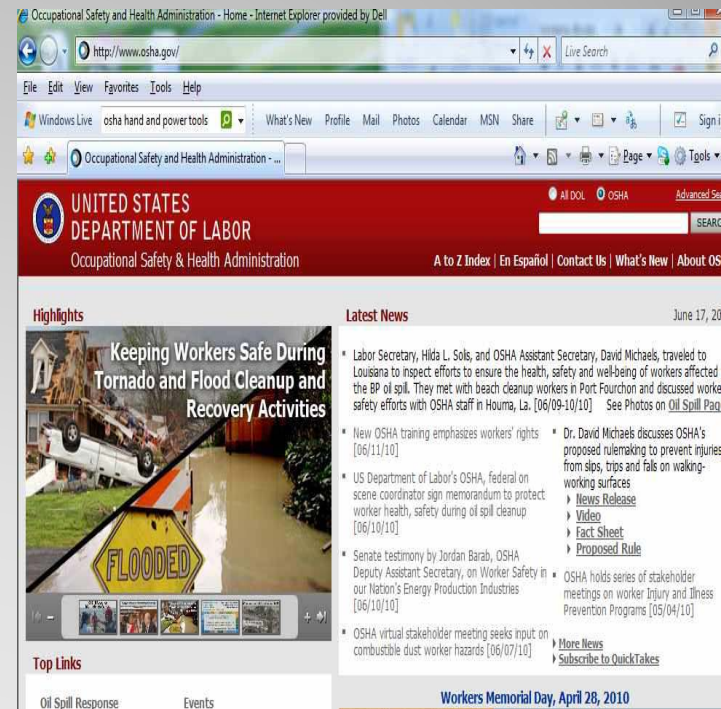 Occupational Safety and Health Administration - Home - Internet Explorer provided by Dell
http://www.osha.gov/
Live Search
File Edit View Favorites Tools Help
Windows Live osha hand and power tools What's New Profile Mail Photos Calendar MSN Share Sign i
Occupational Safety and Health Administration - ... Page Tools
UNITED STATES
DEPARTMENT OF LABOR
Occupational Safety & Health Administration
All DOL OSHA Advanced Sea
SEARC
A to Z Index | En Español | Contact Us | What's New | About OS
Highlights
Keeping Workers Safe During
Tornado and Flood Cleanup and
Recovery Activities
FLOODED
Top Links
Oil Spill Response Events
Latest News June 17, 20
Labor Secretary, Hilda L. Solis, and OSHA Assistant Secretary, David Michaels, traveled to
Louisiana to inspect efforts to ensure the health, safety and well-being of workers affected
the BP oil spill. They met with beach cleanup workers in Port Fourchon and discussed worke
safety efforts with OSHA staff in Houma, La. [06/09-10/10] See Photos on Oil Spill Pag
New OSHA training emphasizes workers' rights
[06/11/10]
US Department of Labor's OSHA, federal on
scene coordinator sign memorandum to protect
worker health, safety during oil spill cleanup
[06/10/10]
Senate testimony by Jordan Barab, OSHA
Deputy Assistant Secretary, on Worker Safety in
our Nation's Energy Production Industries
[06/10/10]
OSHA virtual stakeholder meeting seeks input on
combustible dust worker hazards [06/07/10]
Dr. David Michaels discusses OSHA's
proposed rulemaking to prevent injuries
from slips, trips and falls on walking-
working surfaces
News Release
Video
Fact Sheet
Proposed Rule
OSHA holds series of stakeholder
meetings on worker Injury and Illness
Prevention Programs [05/04/10]
More News
Subscribe to QuickTakes
Workers Memorial Day, April 28, 2010